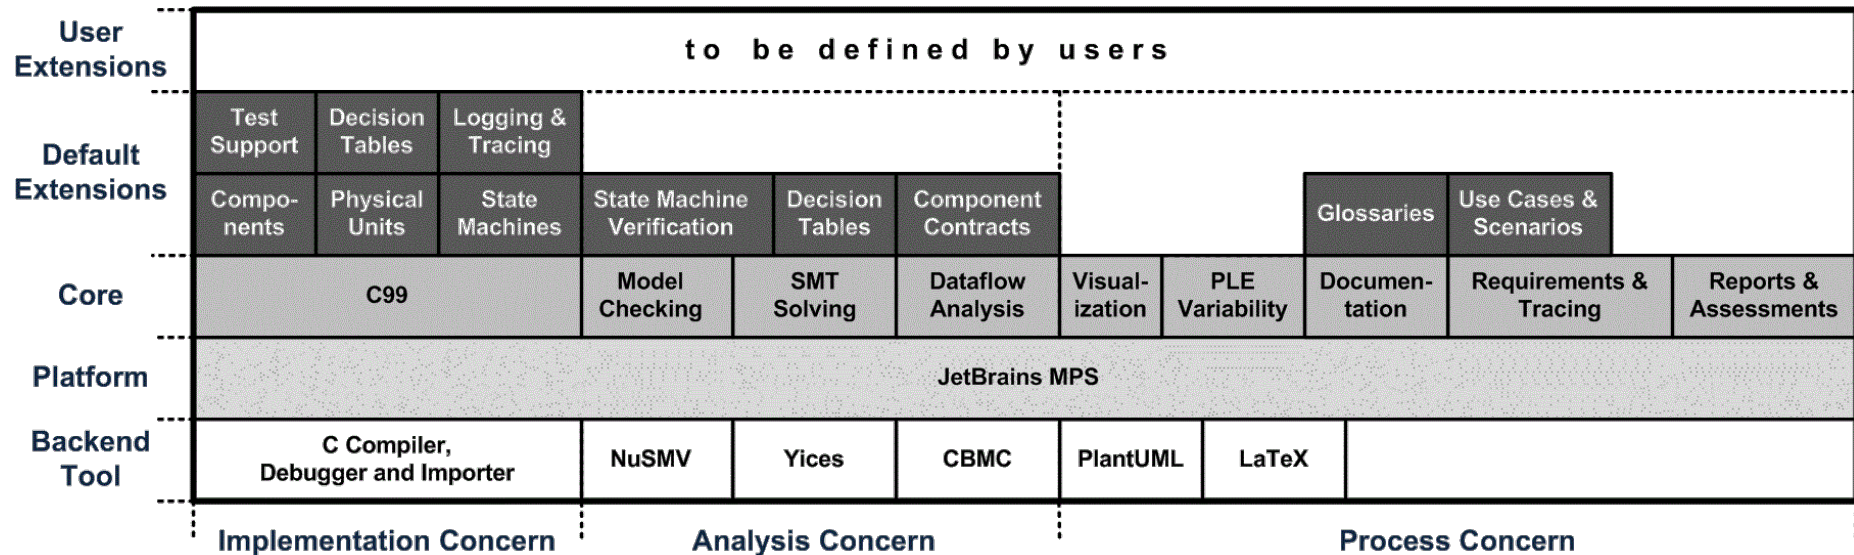 User
Extensions
to be defined by users
Default
Extensions
Test
Support
Decision
Tables
Logging &
Tracing
Compo-
nents
Physical
Units
State
Machines
State Machine
Verification
Decision
Tables
Component
Contracts
Glossaries
Use Cases &
Scenarios
Core
C99
Model
Checking
SMT
Solving
Dataflow
Analysis
Visual-
ization
PLE
Variability
Documen-
tation
Requirements &
Tracing
Reports &
Assessments
Platform
JetBrains MPS
Backend
Tool
C Compiler,
Debugger and Importer
NuSMV
Yices
CBMC
PlantUML
LaTeX
Implementation Concern
Analysis Concern
Process Concern